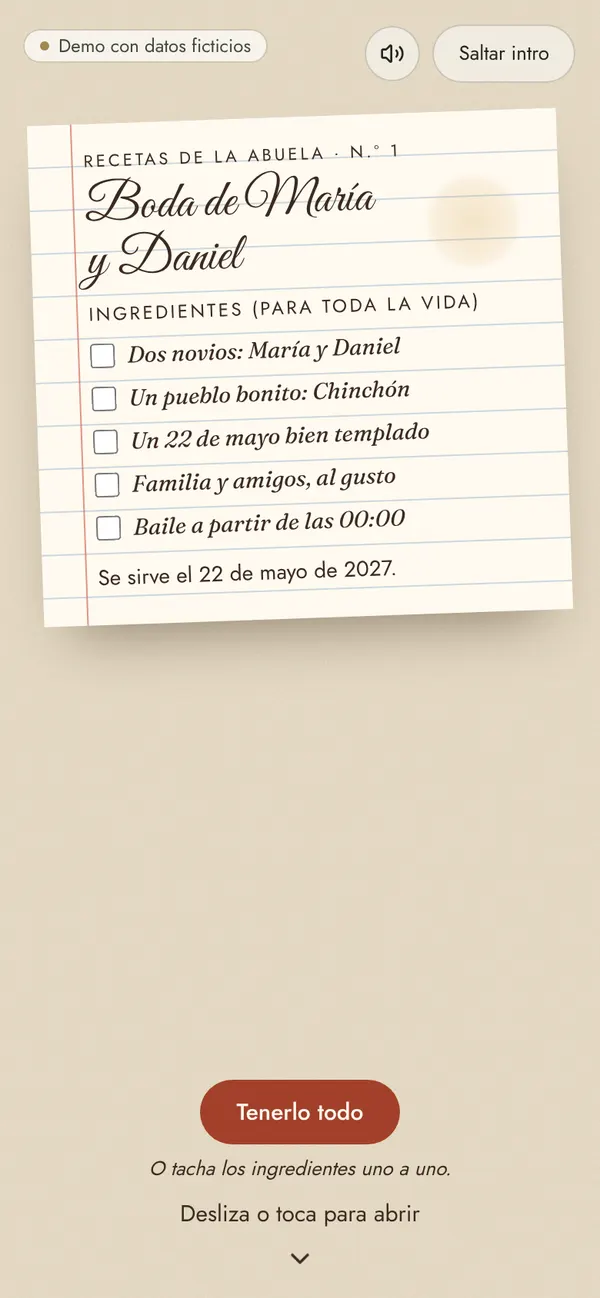 Demo con datos ficticios
Saltar intro
RECETAS DE LA ABUELA · N.º 1
Boda de María
y Daniel
INGREDIENTES (PARA TODA LA VIDA)
Dos novios: María y Daniel
Un pueblo bonito: Chinchón
Un 22 de mayo bien templado
Familia y amigos, al gusto
Baile a partir de las 00:00
Se sirve el 22 de mayo de 2027.
Tenerlo todo
O tacha los ingredientes uno a uno.
Desliza o toca para abrir